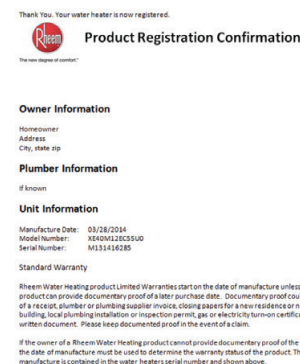 Thank You. Your water heater is now registered.
Rheem
Product Registration Confirmation
The new degree of comfort.™
Owner Information
Homeowner
Address
City, state zip
Plumber Information
If known
Unit Information
Manufacture Date: 03/28/2014
Model Number: XE40M12EC55U0
Serial Number: M131416285
Standard Warranty
Rheem Water Heating product Limited Warranties start on the date of manufacture unless
product can provide documentary proof of a later purchase date. Documentary proof cou
of a receipt, plumber or plumbing supplier invoice, closing papers for a new residence or n
building, local plumbing installation or inspection permit, gas or electricity turn-on certifica
written document. Please keep documented proof in the event of a claim.
If the owner of a Rheem Water Heating product cannot provide documentary proof of the
the date of manufacture must be used to determine the warranty status of the product. Th
manufacture is contained in the water heaters serial number and shown above.